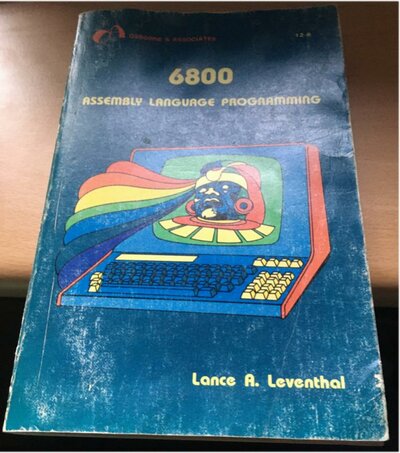 OSBORNE & ASSOCIATES
12-R
6800
ASSEMBLY LANGUAGE PROGRAMMING
Lance A. Leventhal